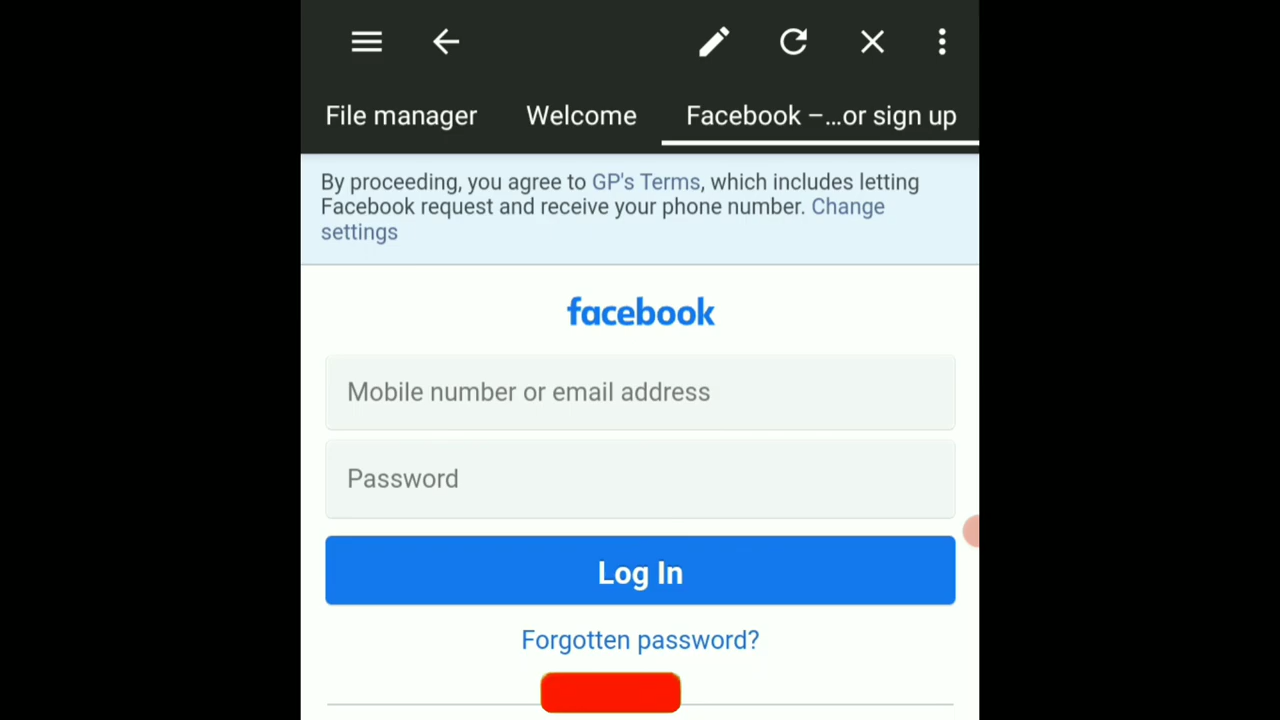 File manager Welcome Facebook –...or sign up
By proceeding, you agree to GP's Terms, which includes letting
Facebook request and receive your phone number. Change
settings
facebook
Mobile number or email address
Password
Log In
Forgotten password?